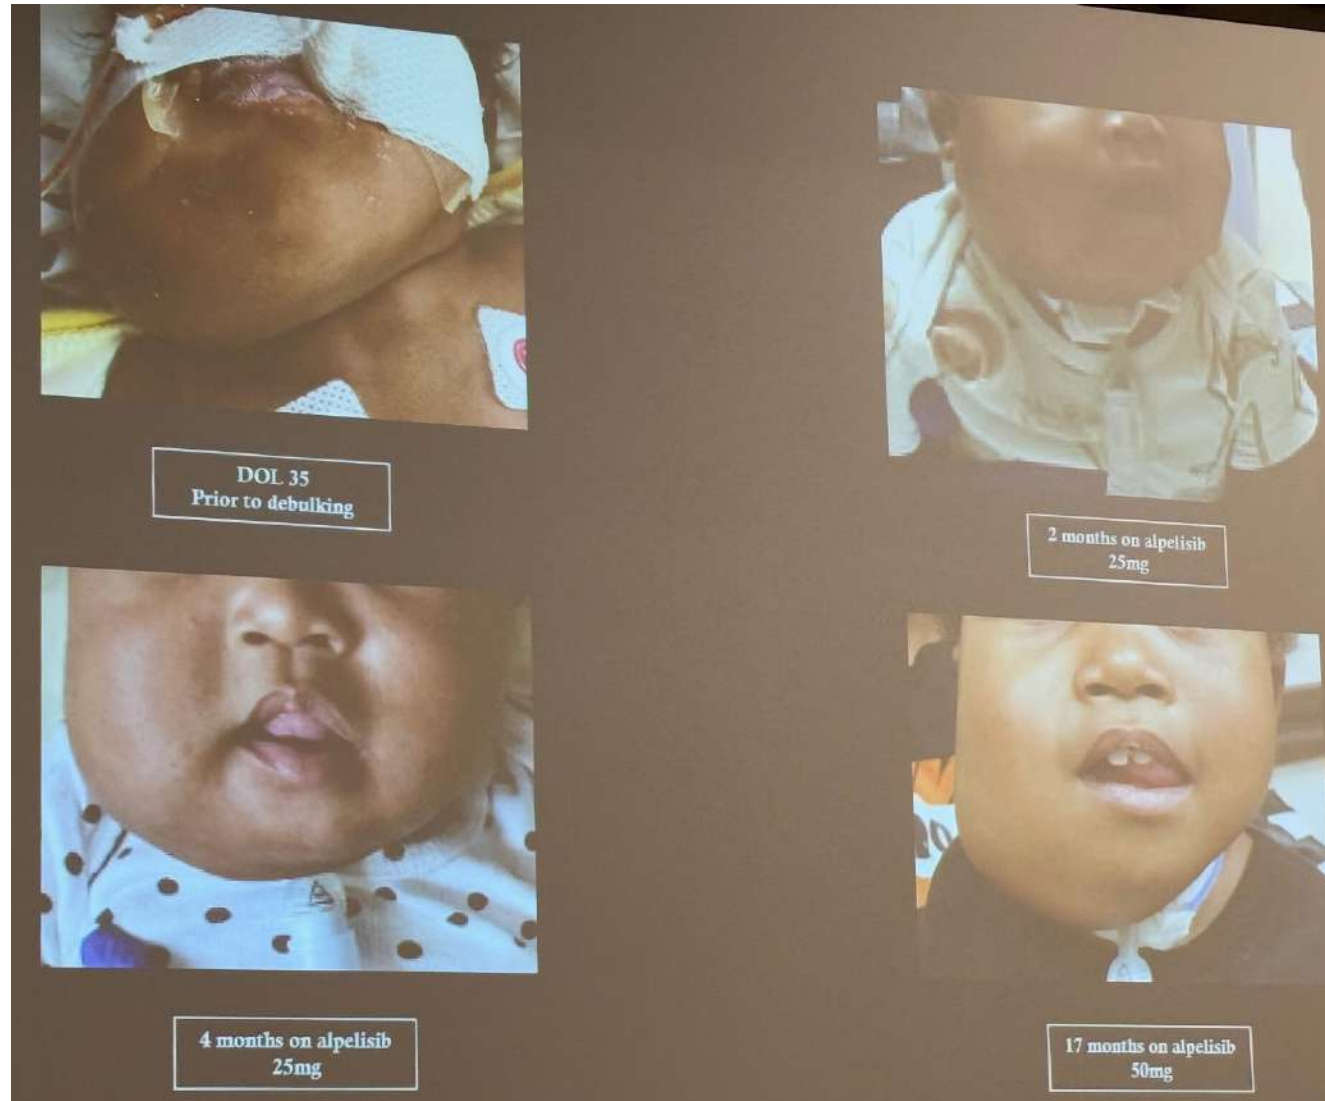 DOL 35
Prior to debulking
2 months on alpelisib
25mg
4 months on alpelisib
25mg
17 months on alpelisib
50mg